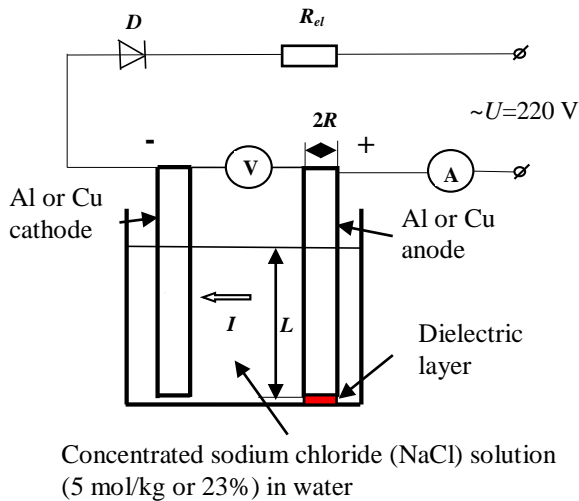 D
R_el
~U=220 V
-
2R
+
V
A
Al or Cu
cathode
Al or Cu
anode
I
L
Dielectric
layer
Concentrated sodium chloride (NaCl) solution
(5 mol/kg or 23%) in water